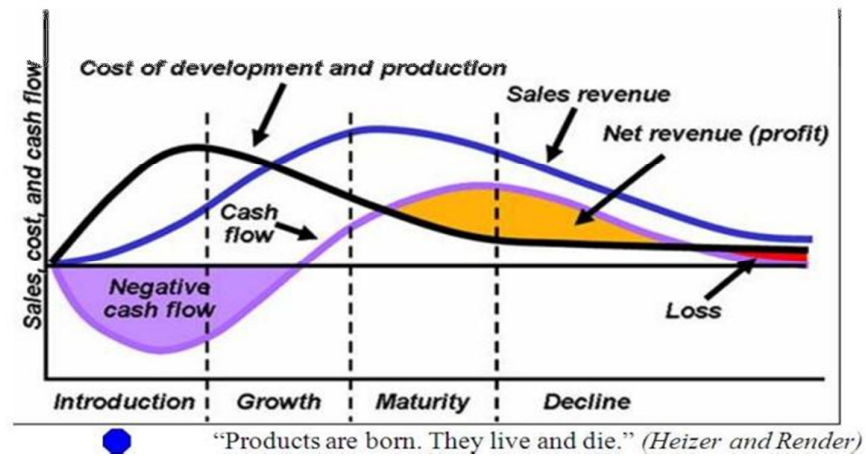 Sales, cost, and cash flow
Cost of development and production
Sales revenue
Net revenue (profit)
Cash
flow
Negative
cash flow
Loss
Introduction
Growth
Maturity
Decline
“Products are born. They live and die.” (Heizer and Render)